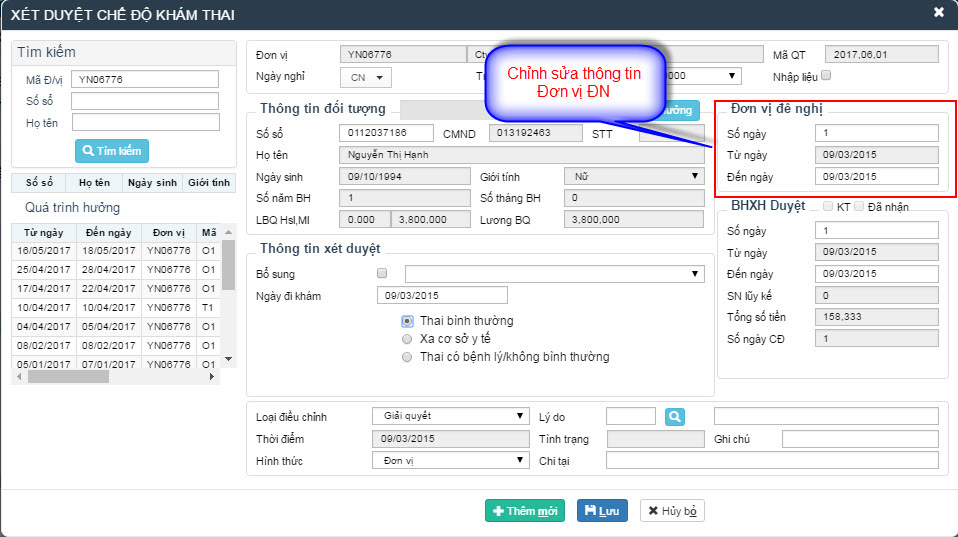 XÉT DUYỆT CHẾ ĐỘ KHÁM THAI
Tìm kiếm
Mã Đ/vị YN06776
Số sổ
Họ tên
Tìm kiếm
Số sổ Họ tên Ngày sinh Giới tính
Quá trình hưởng
Từ ngày Đến ngày Đơn vị Mã
16/05/2017 18/05/2017 YN06776 O1
25/04/2017 28/04/2017 YN06776 O1
17/04/2017 22/04/2017 YN06776 O1
10/04/2017 10/04/2017 YN06776 T1
04/04/2017 05/04/2017 YN06776 O1
08/02/2017 08/02/2017 YN06776 O1
05/01/2017 07/01/2017 YN06776 O1
Đơn vị YN06776 Mã QT 2017,06,01
Ngày nghỉ CN Nhập liệu
Chỉnh sửa thông tin
Đơn vị ĐN
Thông tin đối tượng
Số sổ 0112037186 CMND 013192463 STT
Họ tên Nguyễn Thị Hạnh
Ngày sinh 09/10/1994 Giới tính Nữ
Số năm BH 1 Số tháng BH 0
LBQ Hsl,Ml 0.000 3,800,000 Lương BQ 3,800,000
Đơn vị đề nghị
Số ngày 1
Từ ngày 09/03/2015
Đến ngày 09/03/2015
BHXH Duyệt KT Đã nhận
Số ngày 1
Từ ngày 09/03/2015
Đến ngày 09/03/2015
SN lũy kế 0
Tổng số tiền 158,333
Số ngày CĐ 1
Thông tin xét duyệt
Bổ sung
Ngày đi khám 09/03/2015
Thai bình thường
Xa cơ sở y tế
Thai có bệnh lý/không bình thường
Loại điều chỉnh Giải quyết Lý do
Thời điểm 09/03/2015 Tình trạng Ghi chú
Hình thức Đơn vị Chi tại
Thêm mới Lưu Hủy bỏ